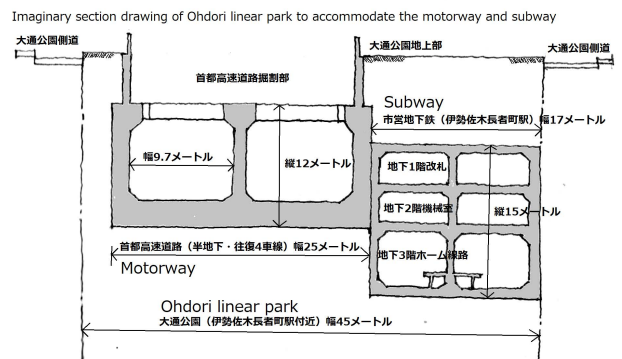 Imaginary section drawing of Ohdori linear park to accommodate the motorway and subway
大通公園側道
大通公園地上部
大通公園側道
首都高速道路掘割部
Subway
市営地下鉄（伊勢佐木長者町駅）幅17メートル
幅9.7メートル
縦12メートル
地下1階改札
地下2階機械室
縦15メートル
地下3階ホーム線路
首都高速道路（半地下・往復4車線）幅25メートル
Motorway
Ohdori linear park
大通公園（伊勢佐木長者町駅付近）幅45メートル